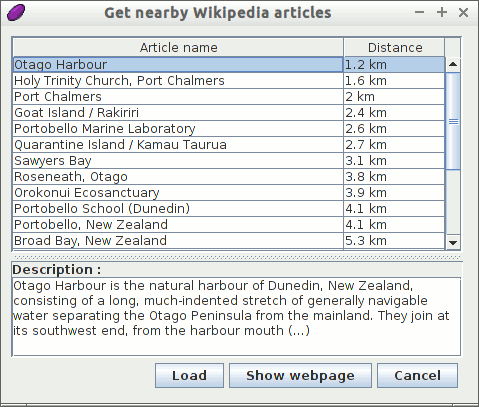 Get nearby Wikipedia articles
Article name Distance
Otago Harbour 1.2 km
Holy Trinity Church, Port Chalmers 1.6 km
Port Chalmers 2 km
Goat Island / Rakiriri 2.4 km
Portobello Marine Laboratory 2.6 km
Quarantine Island / Kamau Taurua 2.7 km
Sawyers Bay 3.1 km
Roseneath, Otago 3.8 km
Orokonui Ecosanctuary 3.9 km
Portobello School (Dunedin) 4.1 km
Portobello, New Zealand 4.1 km
Broad Bay, New Zealand 5.3 km
Description :
Otago Harbour is the natural harbour of Dunedin, New Zealand,
consisting of a long, much-indented stretch of generally navigable
water separating the Otago Peninsula from the mainland. They join at
its southwest end, from the harbour mouth (...)
Load Show webpage Cancel